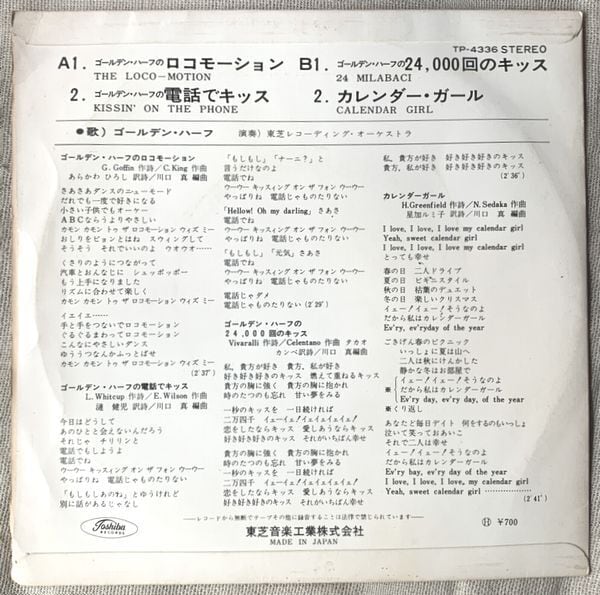 TP-4336 STEREO
A1. ゴールデン・ハーフの ロコモーション
THE LOCO-MOTION
2. ゴールデン・ハーフの 電話でキッス
KISSIN' ON THE PHONE
B1. ゴールデン・ハーフの 24,000回のキッス
24 MILABACI
2. カレンダー・ガール
CALENDAR GIRL
●歌) ゴールデン・ハーフ 演奏) 東芝レコーディング・オーケストラ
ゴールデン・ハーフのロコモーション
G. Goffin 作詩/C. King 作曲
あらかわ ひろし 訳詩/川口 真 編曲
さあさあダンスのニューモード
だれでも一度で好きになる
小さい子供でもオーケー
ABCならうよりやさしい
カモン カモン トゥ ザ ロコモーション ウィズ ミー
おしりをピョンとはね スウィングして
そうそう それでいいのよ ウオウオ……
くさりのようにつながって
汽車とおんなじに シュッポッポー
もう上手になりました
リズムに合わせて楽しく
カモン カモン トゥ ザ ロコモーション ウィズ ミー
イエイエ……
手と手をつないでロコモーション
ぐるぐるまわってロコモーション
こんなにやさしいダンス
ゆううつなんかふっとばせ
カモン カモン トゥ ザ ロコモーション ウィズ ミー
(2'37")
ゴールデン・ハーフの電話でキッス
L. Whitcup 作詩/E. Wilson 作曲
漣 健児 訳詩/川口 真 編曲
今日はどうして
あのひとと会えないんだろう
それじゃ チリリンと
電話でもしようよ
電話でね
ウーウー キッスィング オン ザ フォン ウーウー
やっぱりね 電話じゃものたりない
「もしもしあのね」とゆうけれど
別に話があるじゃなし
「もしもし」「ナーニ?」と
言うだけなのよ
電話でね
ウーウー キッスィング オン ザ フォン ウーウー
やっぱりね 電話じゃものたりない
「Hello! Oh my darling」 さあさ
電話でね
ウーウー キッスィング オン ザ フォン ウーウー
やっぱりね 電話じゃものたりない
「もしもし」「元気」 さあさ
電話でね
ウーウー キッスィング オン ザ フォン ウーウー
やっぱりね 電話じゃものたりない
電話じゃダメ
電話じゃものたりない (2'29")
ゴールデン・ハーフの
24,000回のキッス
Vivaralli 作詩/Celentano 作曲 タカオ
カンベ訳詩/川口 真編曲
私、貴方が好き 貴方、私が好き
好き好き好きのキッス 燃えて重ねるキッス
貴方の胸に強く 貴方の胸に抱かれ
時のたつのも忘れ 甘い夢をみる
一秒のキッスを 一日続ければ
二万四千 イェーイェ!イェイェイェイェ!
恋をしたならキッス 愛しあうならキッス
好き好き好きのキッス それがいちばん幸せ
貴方の胸に強く 貴方の胸に抱かれ
時のたつのも忘れ 甘い夢をみる
一秒のキッスを 一日続ければ
二万四千 イェーイェ!イェイェイェイェ!
恋をしたならキッス 愛しあうならキッス
好き好き好きのキッス それがいちばん幸せ
私、貴方が好き 好き好き好きのキッス
貴方、私が好き 好き好き好きのキッス
(2'36")
カレンダーガール
H.Greenfield 作詩/N. Sedaka 作曲
星加ルミ子 訳詩/川口 真 編曲
I love, I love, I love my calendar girl
Yeah, sweet calendar girl
I love, I love, I love my calendar girl
とっても幸せ
春の日 二人ドライブ
夏の日 ビキニスタイル
秋の日 枯葉のデュエット
冬の日 楽しいクリスマス
イェー!イェー!そうなのよ
だから私はカレンダーガール
Ev'ry, ev'ryday of the year
ごきげん春のピクニック
いっしょに夏は山へ
二人は秋にけんかした
静かな冬はお部屋で
※ イェー!イェー!そうなのよ
だから私はカレンダーガール
Ev'ry day, ev'ry day, of the year
※くり返し
あなたと毎日デイト 何をするのもいっしょ
泣いて笑っておあいこ
それで二人は幸せ
イェー!イェー!そうなのよ
だから私はカレンダーガール
Ev'ry bay, ev'ry day of the year
I love, I love, I love, my calendar girl
Yeah, sweet calendar girl ……………
(2'41")
Toshiba
RECORDS
——レコードから無断でテープその他に録音することは法律で禁じられています——
東芝音楽工業株式会社
MADE IN JAPAN
Ⓗ ¥700